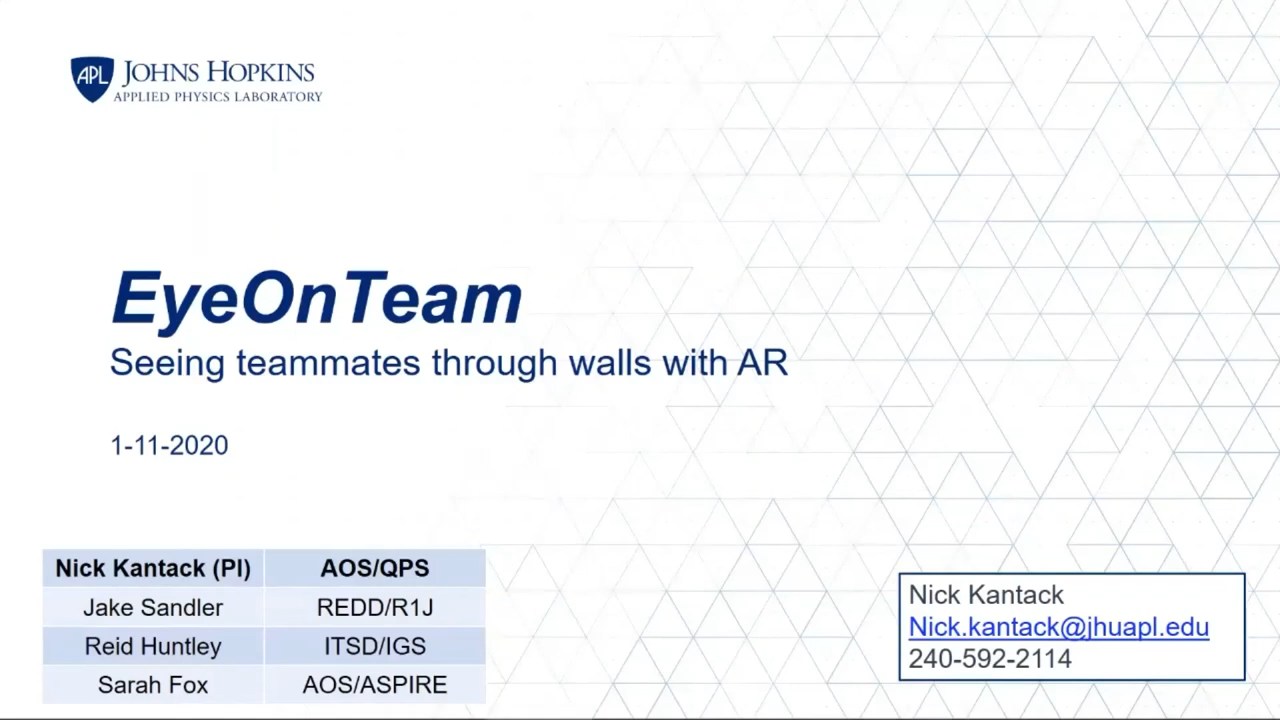 APL JOHNS HOPKINS
APPLIED PHYSICS LABORATORY
EyeOnTeam
Seeing teammates through walls with AR
1-11-2020
Nick Kantack (PI) AOS/QPS
Jake Sandler REDD/R1J
Reid Huntley ITSD/IGS
Sarah Fox AOS/ASPIRE
Nick Kantack
Nick.kantack@jhuapl.edu
240-592-2114